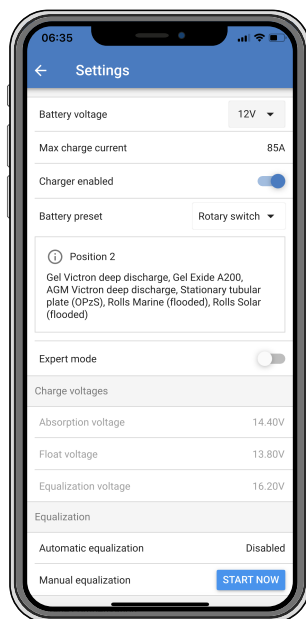 06:35
Settings
Battery voltage 12V
Max charge current 85A
Charger enabled
Battery preset Rotary switch
Position 2
Gel Victron deep discharge, Gel Exide A200,
AGM Victron deep discharge, Stationary tubular
plate (OPzS), Rolls Marine (flooded), Rolls Solar
(flooded)
Expert mode
Charge voltages
Absorption voltage 14.40V
Float voltage 13.80V
Equalization voltage 16.20V
Equalization
Automatic equalization Disabled
Manual equalization START NOW